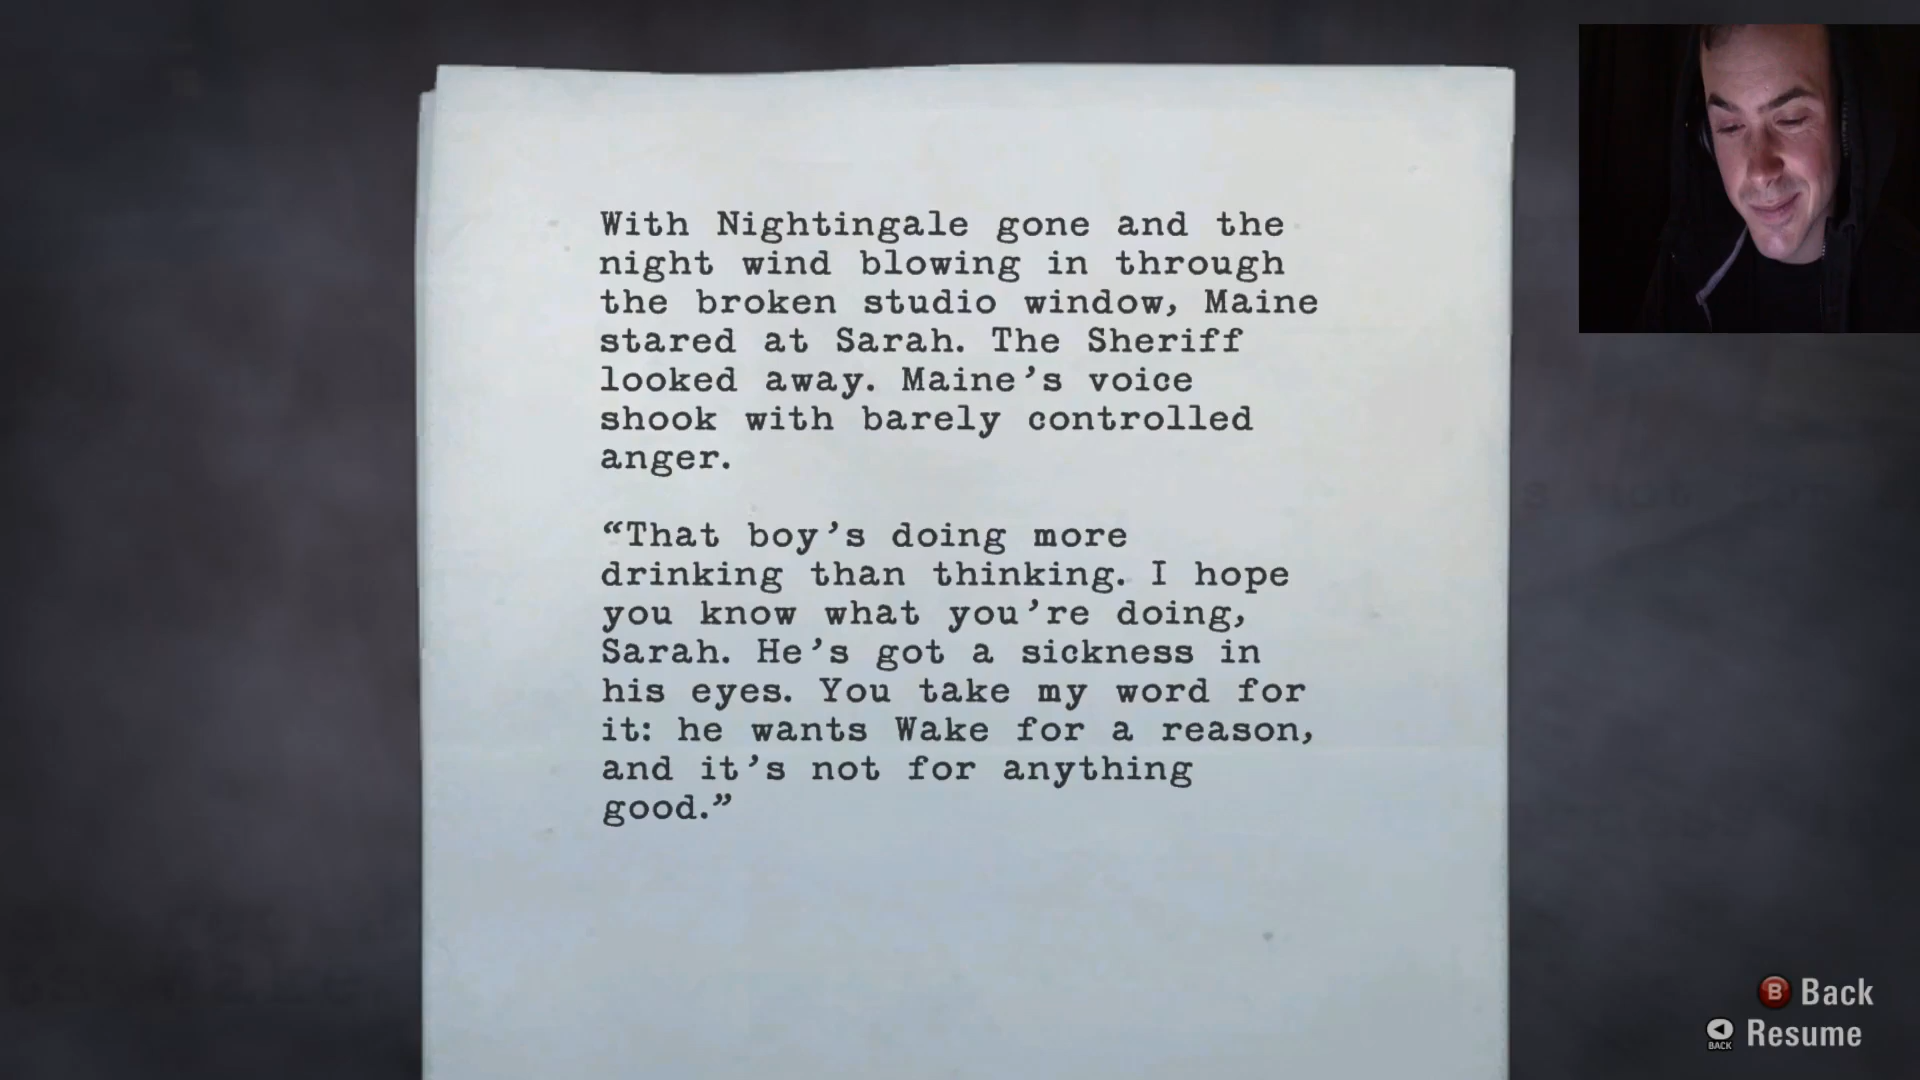 With Nightingale gone and the
night wind blowing in through
the broken studio window, Maine
stared at Sarah. The Sheriff
looked away. Maine’s voice
shook with barely controlled
anger.
“That boy’s doing more
drinking than thinking. I hope
you know what you’re doing,
Sarah. He’s got a sickness in
his eyes. You take my word for
it: he wants Wake for a reason,
and it’s not for anything
good.”
B Back
BACK Resume